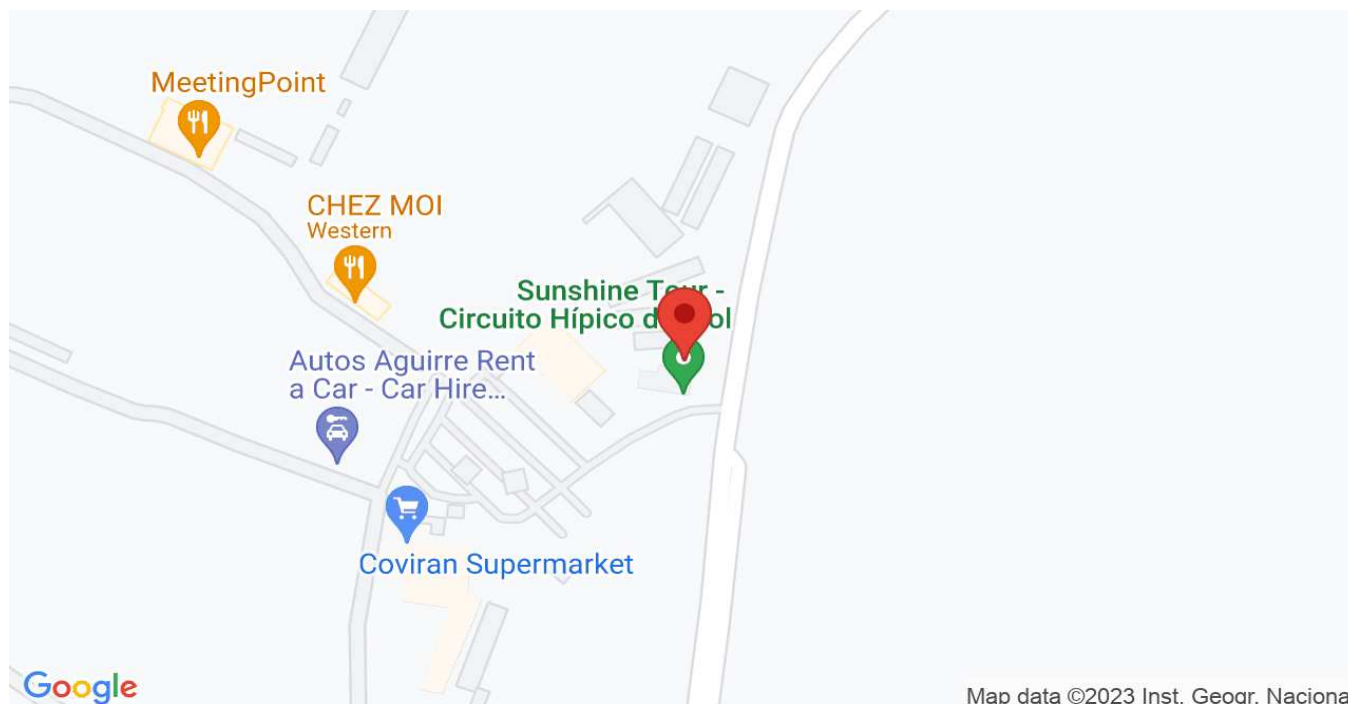 MeetingPoint
CHEZ MOI
Western
Sunshine Tour -
Circuito Hípico d ol
Autos Aguirre Rent
a Car - Car Hire...
Coviran Supermarket
Google
Map data ©2023 Inst. Geogr. Naciona